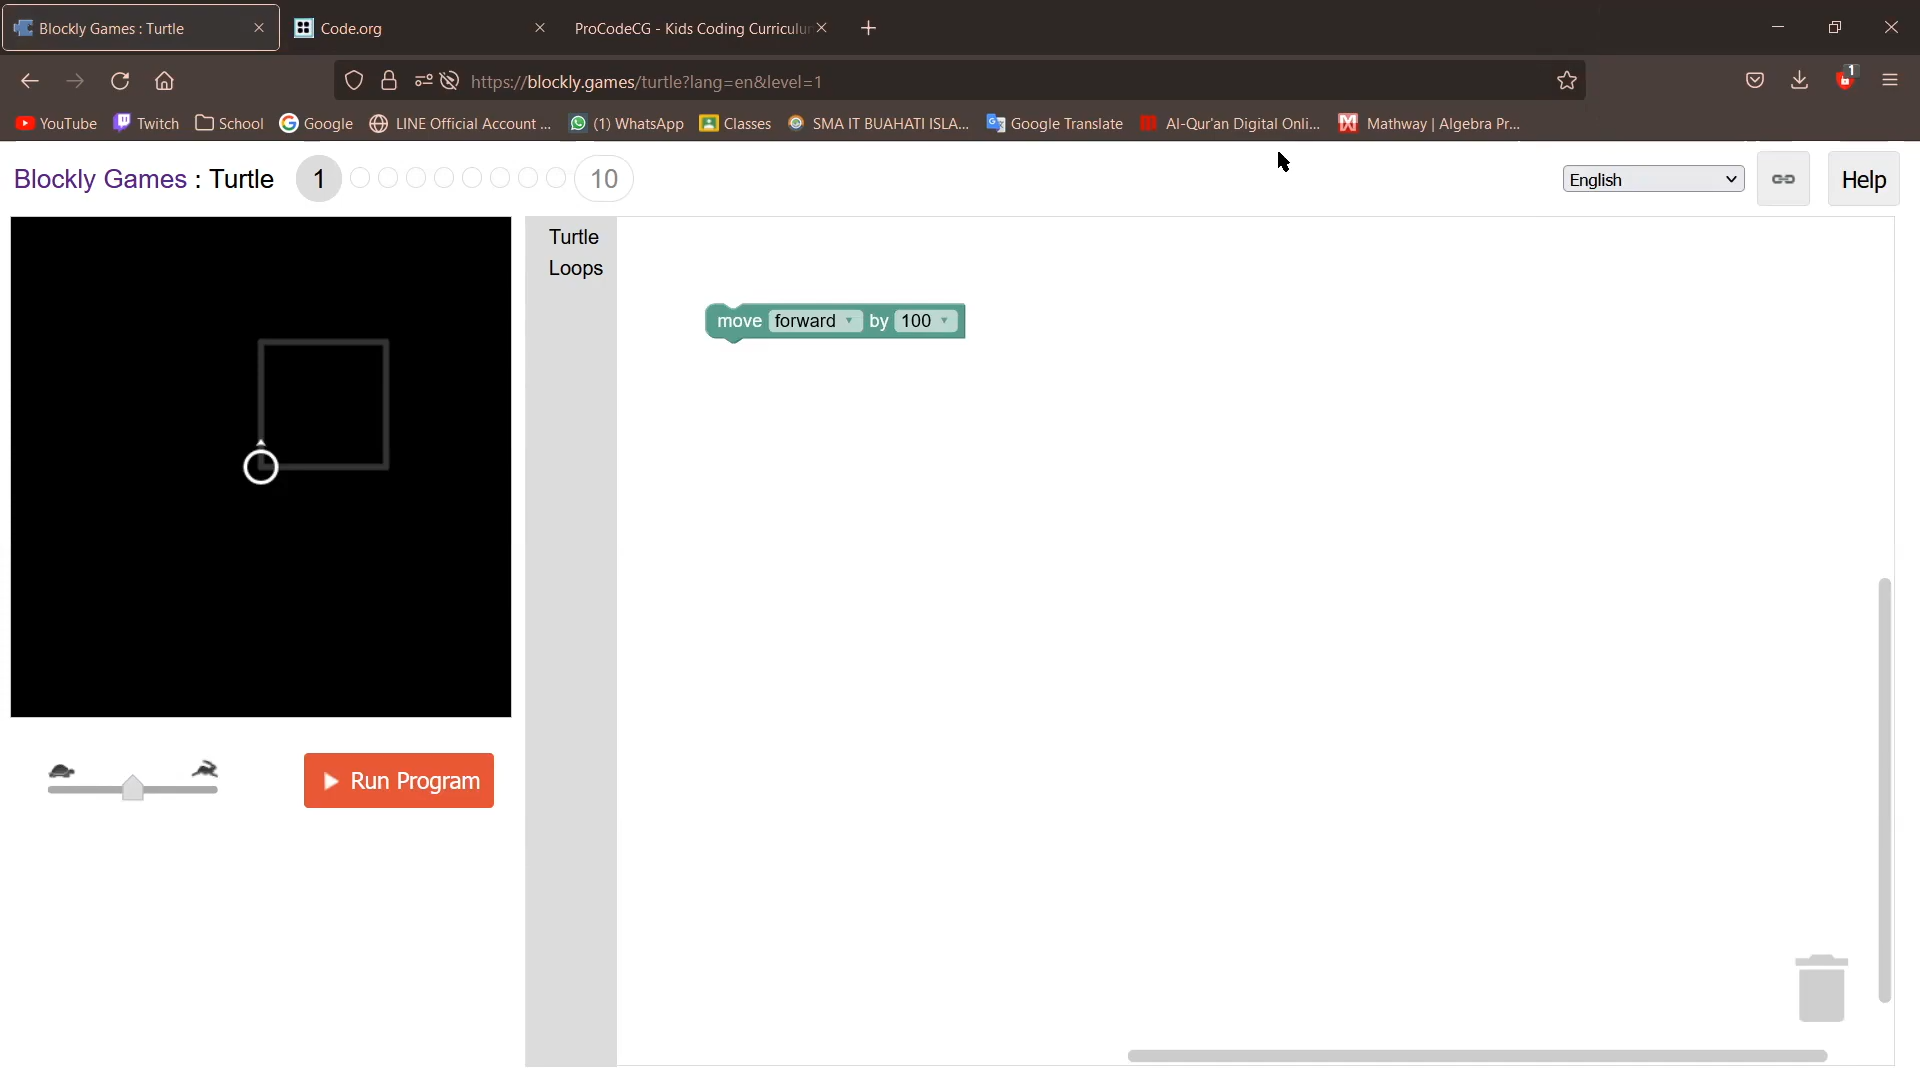 Blockly Games : Turtle
Code.org
ProCodeCG - Kids Coding Curriculu
https://blockly.games/turtle?lang=en&level=1
1
YouTube
Twitch
School
Google
LINE Official Account ...
(1) WhatsApp
Classes
SMA IT BUAHATI ISLA...
Google Translate
Al-Qur'an Digital Onli...
Mathway | Algebra Pr...
Blockly Games : Turtle
1
10
English
Help
Turtle
Loops
move forward by 100
Run Program